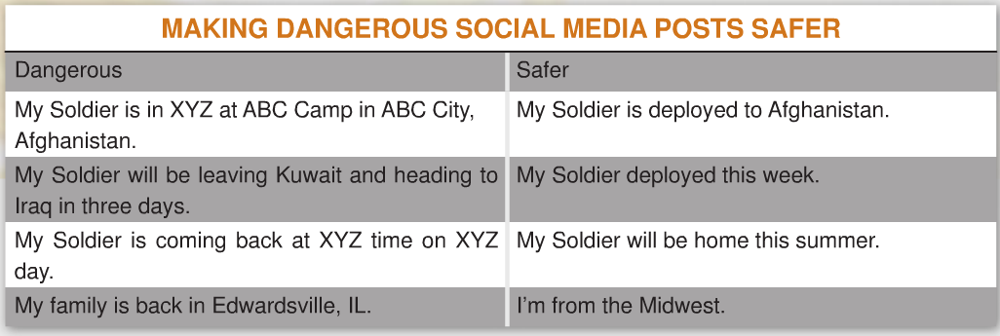 MAKING DANGEROUS SOCIAL MEDIA POSTS SAFER
Dangerous
Safer
My Soldier is in XYZ at ABC Camp in ABC City,
Afghanistan.
My Soldier is deployed to Afghanistan.
My Soldier will be leaving Kuwait and heading to
Iraq in three days.
My Soldier deployed this week.
My Soldier is coming back at XYZ time on XYZ
day.
My Soldier will be home this summer.
My family is back in Edwardsville, IL.
I'm from the Midwest.